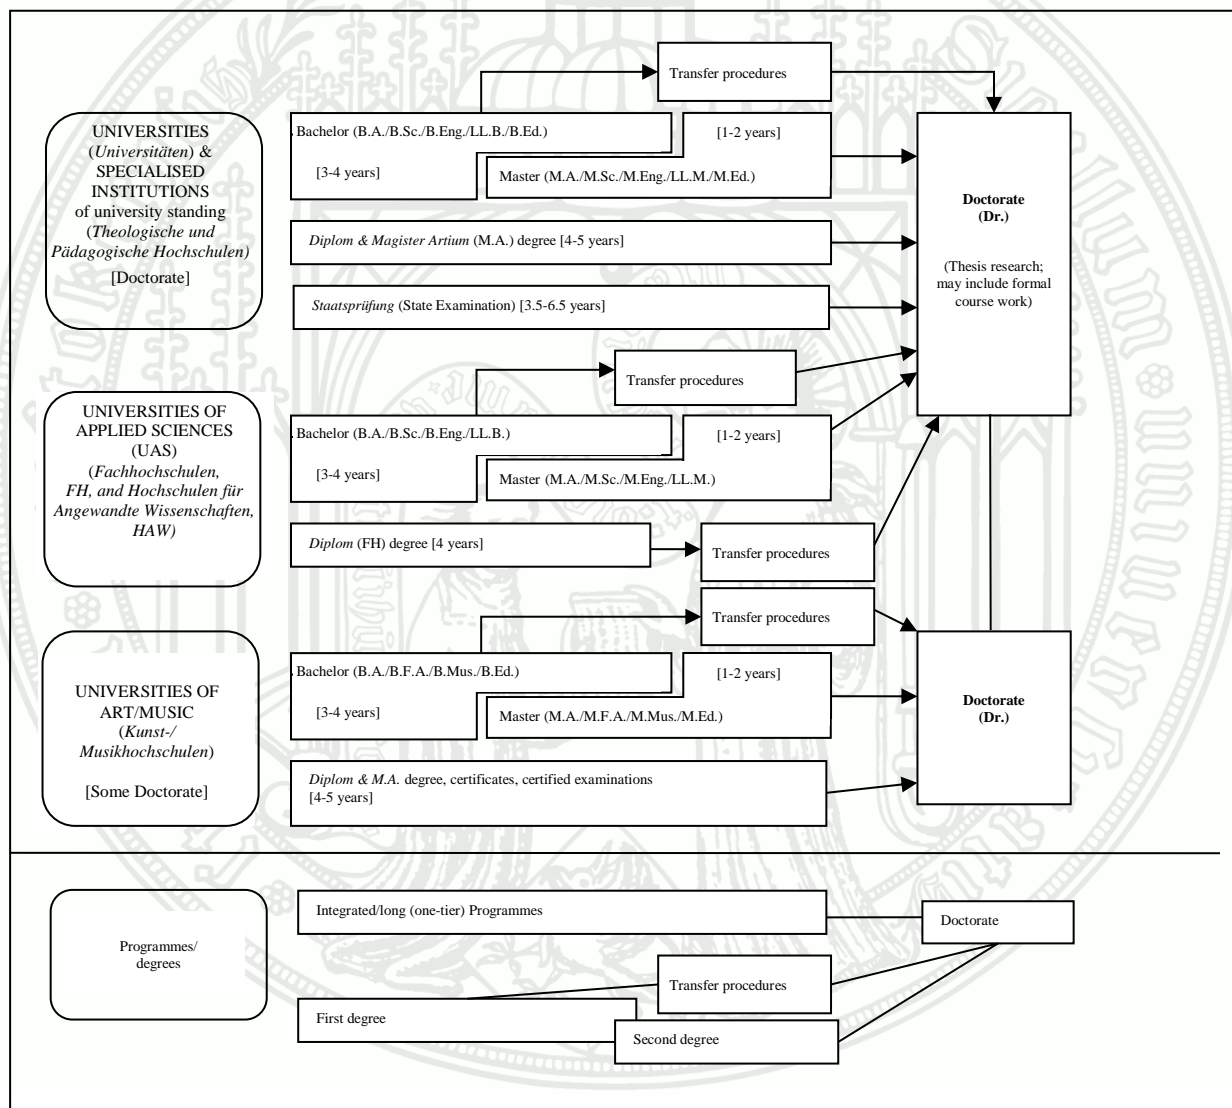 Transfer procedures
UNIVERSITIES
(Universitäten) &
SPECIALISED
INSTITUTIONS
of university standing
(Theologische und
Pädagogische Hochschulen)
[Doctorate]
Bachelor (B.A./B.Sc./B.Eng./LL.B./B.Ed.)
[3-4 years]
[1-2 years]
Master (M.A./M.Sc./M.Eng./LL.M./M.Ed.)
Diplom & Magister Artium (M.A.) degree [4-5 years]
Staatsprüfung (State Examination) [3.5-6.5 years]
Doctorate
(Dr.)
(Thesis research;
may include formal
course work)
Transfer procedures
UNIVERSITIES OF
APPLIED SCIENCES
(UAS)
(Fachhochschulen,
FH, and Hochschulen für
Angewandte Wissenschaften,
HAW)
Bachelor (B.A./B.Sc./B.Eng./LL.B.)
[3-4 years]
[1-2 years]
Master (M.A./M.Sc./M.Eng./LL.M.)
Diplom (FH) degree [4 years]
Transfer procedures
Transfer procedures
UNIVERSITIES OF
ART/MUSIC
(Kunst-/
Musikhochschulen)
[Some Doctorate]
Bachelor (B.A./B.F.A./B.Mus./B.Ed.)
[3-4 years]
[1-2 years]
Master (M.A./M.F.A./M.Mus./M.Ed.)
Diplom & M.A. degree, certificates, certified examinations
[4-5 years]
Doctorate
(Dr.)
Programmes/
degrees
Integrated/long (one-tier) Programmes
Doctorate
Transfer procedures
First degree
Second degree